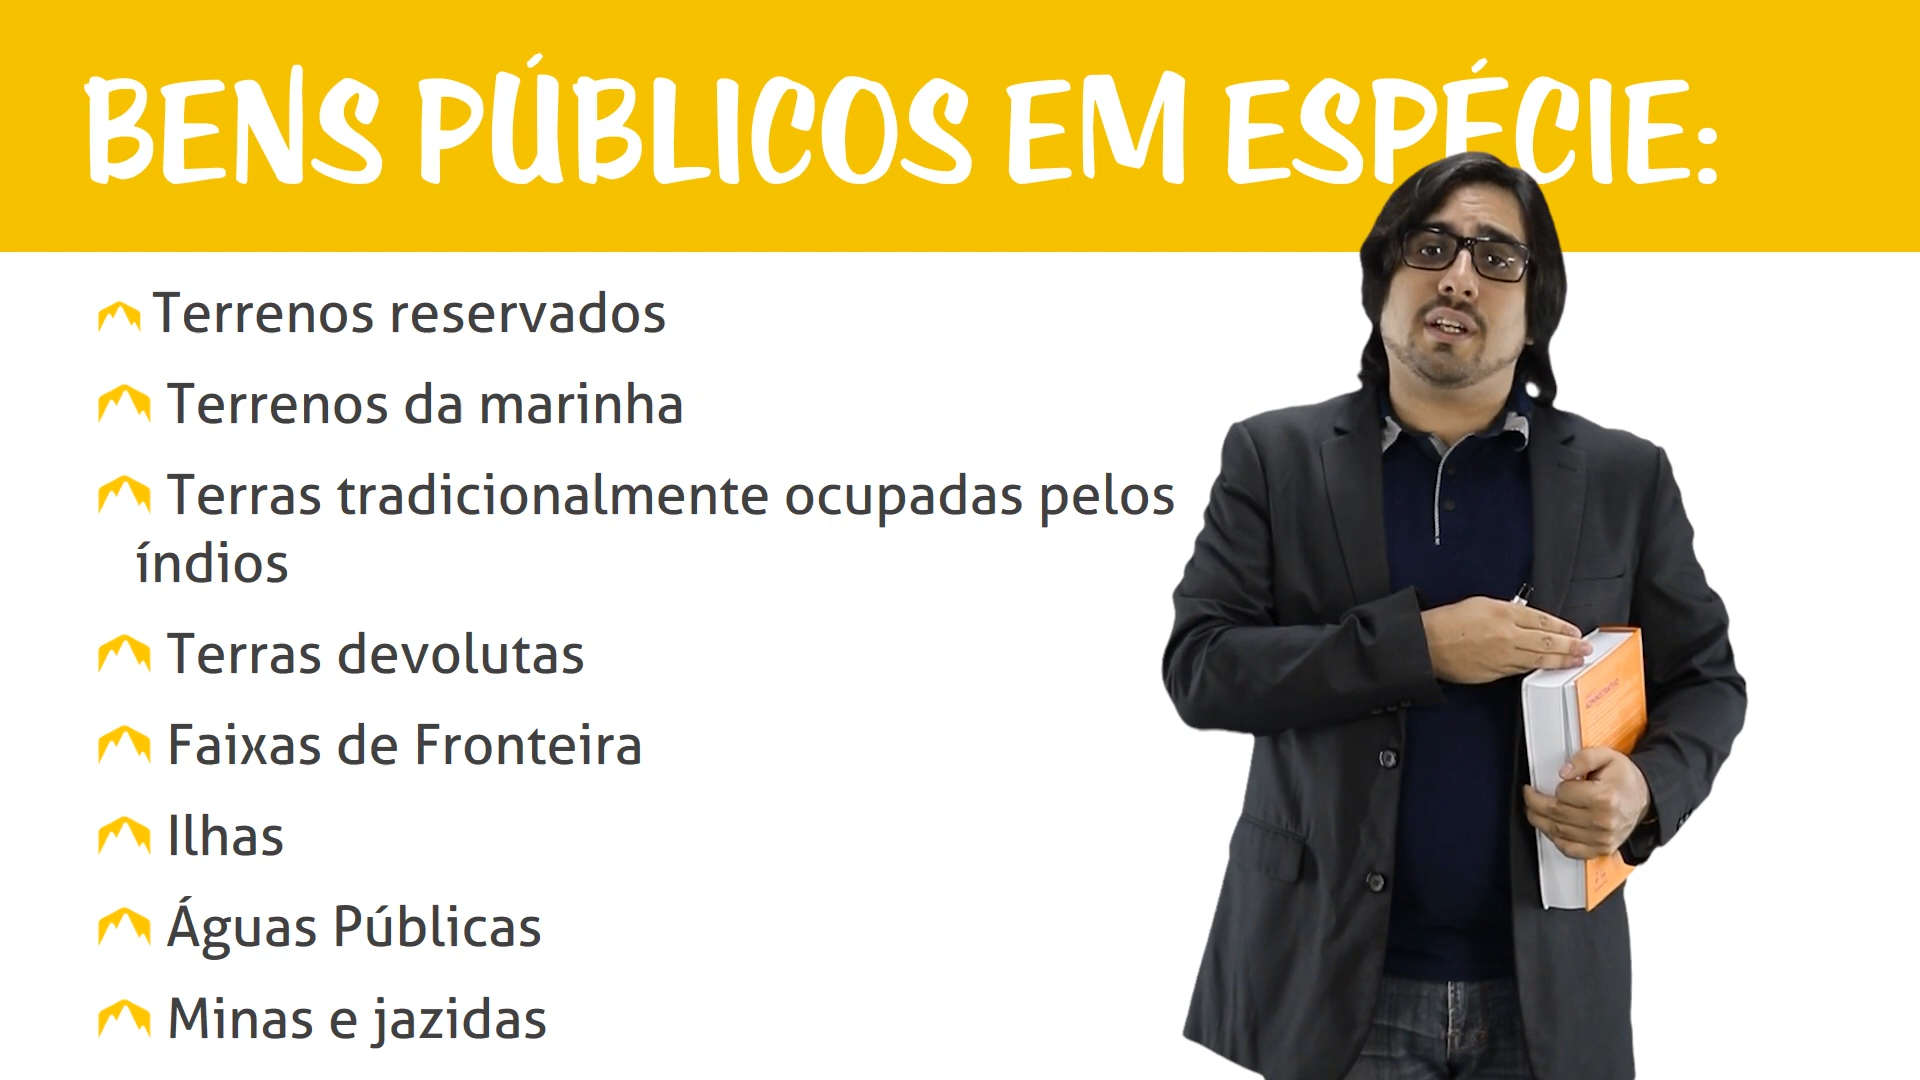 BENS PÚBLICOS EM ESPÉCIE:
Terrenos reservados
Terrenos da marinha
Terras tradicionalmente ocupadas pelos
índios
Terras devolutas
Faixas de Fronteira
Ilhas
Águas Públicas
Minas e jazidas
ADMINISTRATIVO